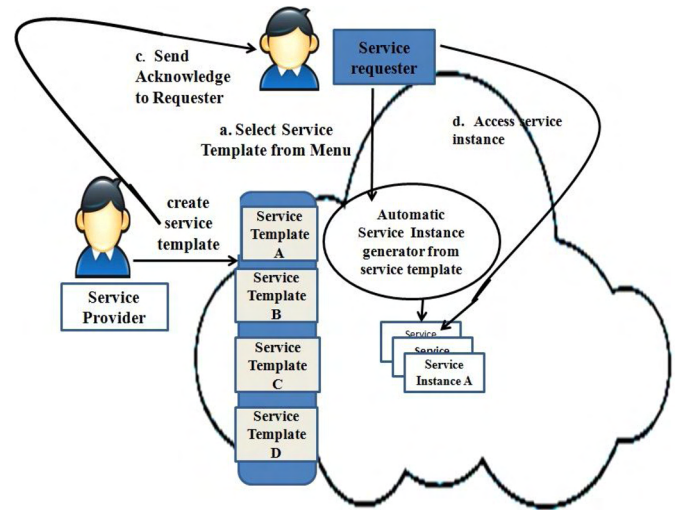 c. Send
Acknowledge
to Requester
Service
requester
a. Select Service
Template from Menu
d. Access service
instance
create
service
template
Service
Provider
Service
Template
A
Service
Template
B
Service
Template
C
Service
Template
D
Automatic
Service Instance
generator from
service template
Service
Service
Service
Instance A